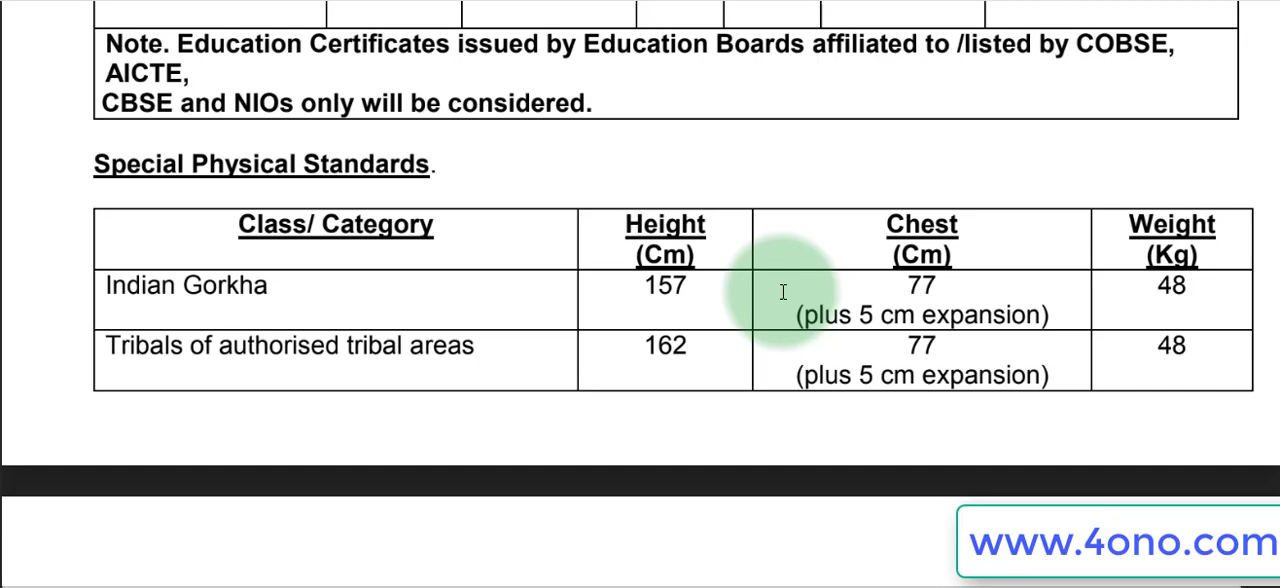 Note. Education Certificates issued by Education Boards affiliated to /listed by COBSE,
AICTE,
CBSE and NIOs only will be considered.
Special Physical Standards.
Class/ Category Height (Cm) Chest (Cm) Weight (Kg)
Indian Gorkha 157 77 (plus 5 cm expansion) 48
Tribals of authorised tribal areas 162 77 (plus 5 cm expansion) 48
www.4ono.com